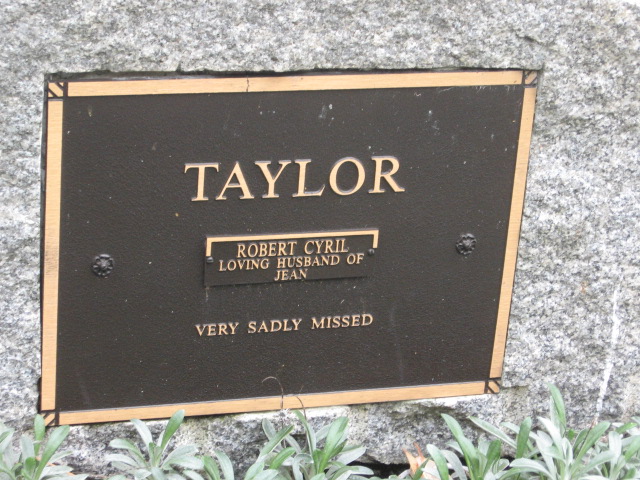 TAYLOR
ROBERT CYRIL
LOVING HUSBAND OF
JEAN
VERY SADLY MISSED